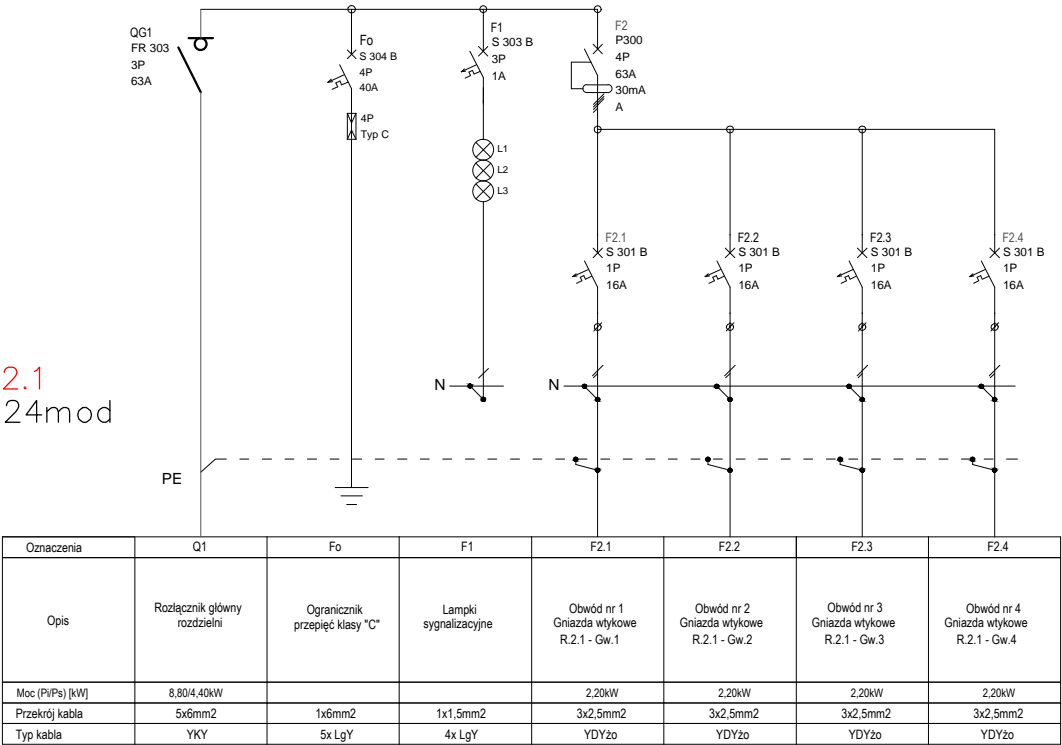 QG1
FR 303
3P
63A
Fo
S 304 B
4P
40A
4P
Typ C
F1
S 303 B
3P
1A
L1
L2
L3
F2
P300
4P
63A
30mA
A
F2.1
S 301 B
1P
16A
F2.2
S 301 B
1P
16A
F2.3
S 301 B
1P
16A
F2.4
S 301 B
1P
16A
2.1
24mod
N
N
PE
Oznaczenia Q1 Fo F1 F2.1 F2.2 F2.3 F2.4
Opis
Rozłącznik główny
rozdzielni
Ogranicznik
przepięć klasy "C"
Lampki
sygnalizacyjne
Obwód nr 1
Gniazda wtykowe
R.2.1 - Gw.1
Obwód nr 2
Gniazda wtykowe
R.2.1 - Gw.2
Obwód nr 3
Gniazda wtykowe
R.2.1 - Gw.3
Obwód nr 4
Gniazda wtykowe
R.2.1 - Gw.4
Moc (Pi/Ps) [kW] 8,80/4,40kW 2,20kW 2,20kW 2,20kW 2,20kW
Przekrój kabla 5x6mm2 1x6mm2 1x1,5mm2 3x2,5mm2 3x2,5mm2 3x2,5mm2 3x2,5mm2
Typ kabla YKY 5x LgY 4x LgY YDYżo YDYżo YDYżo YDYżo